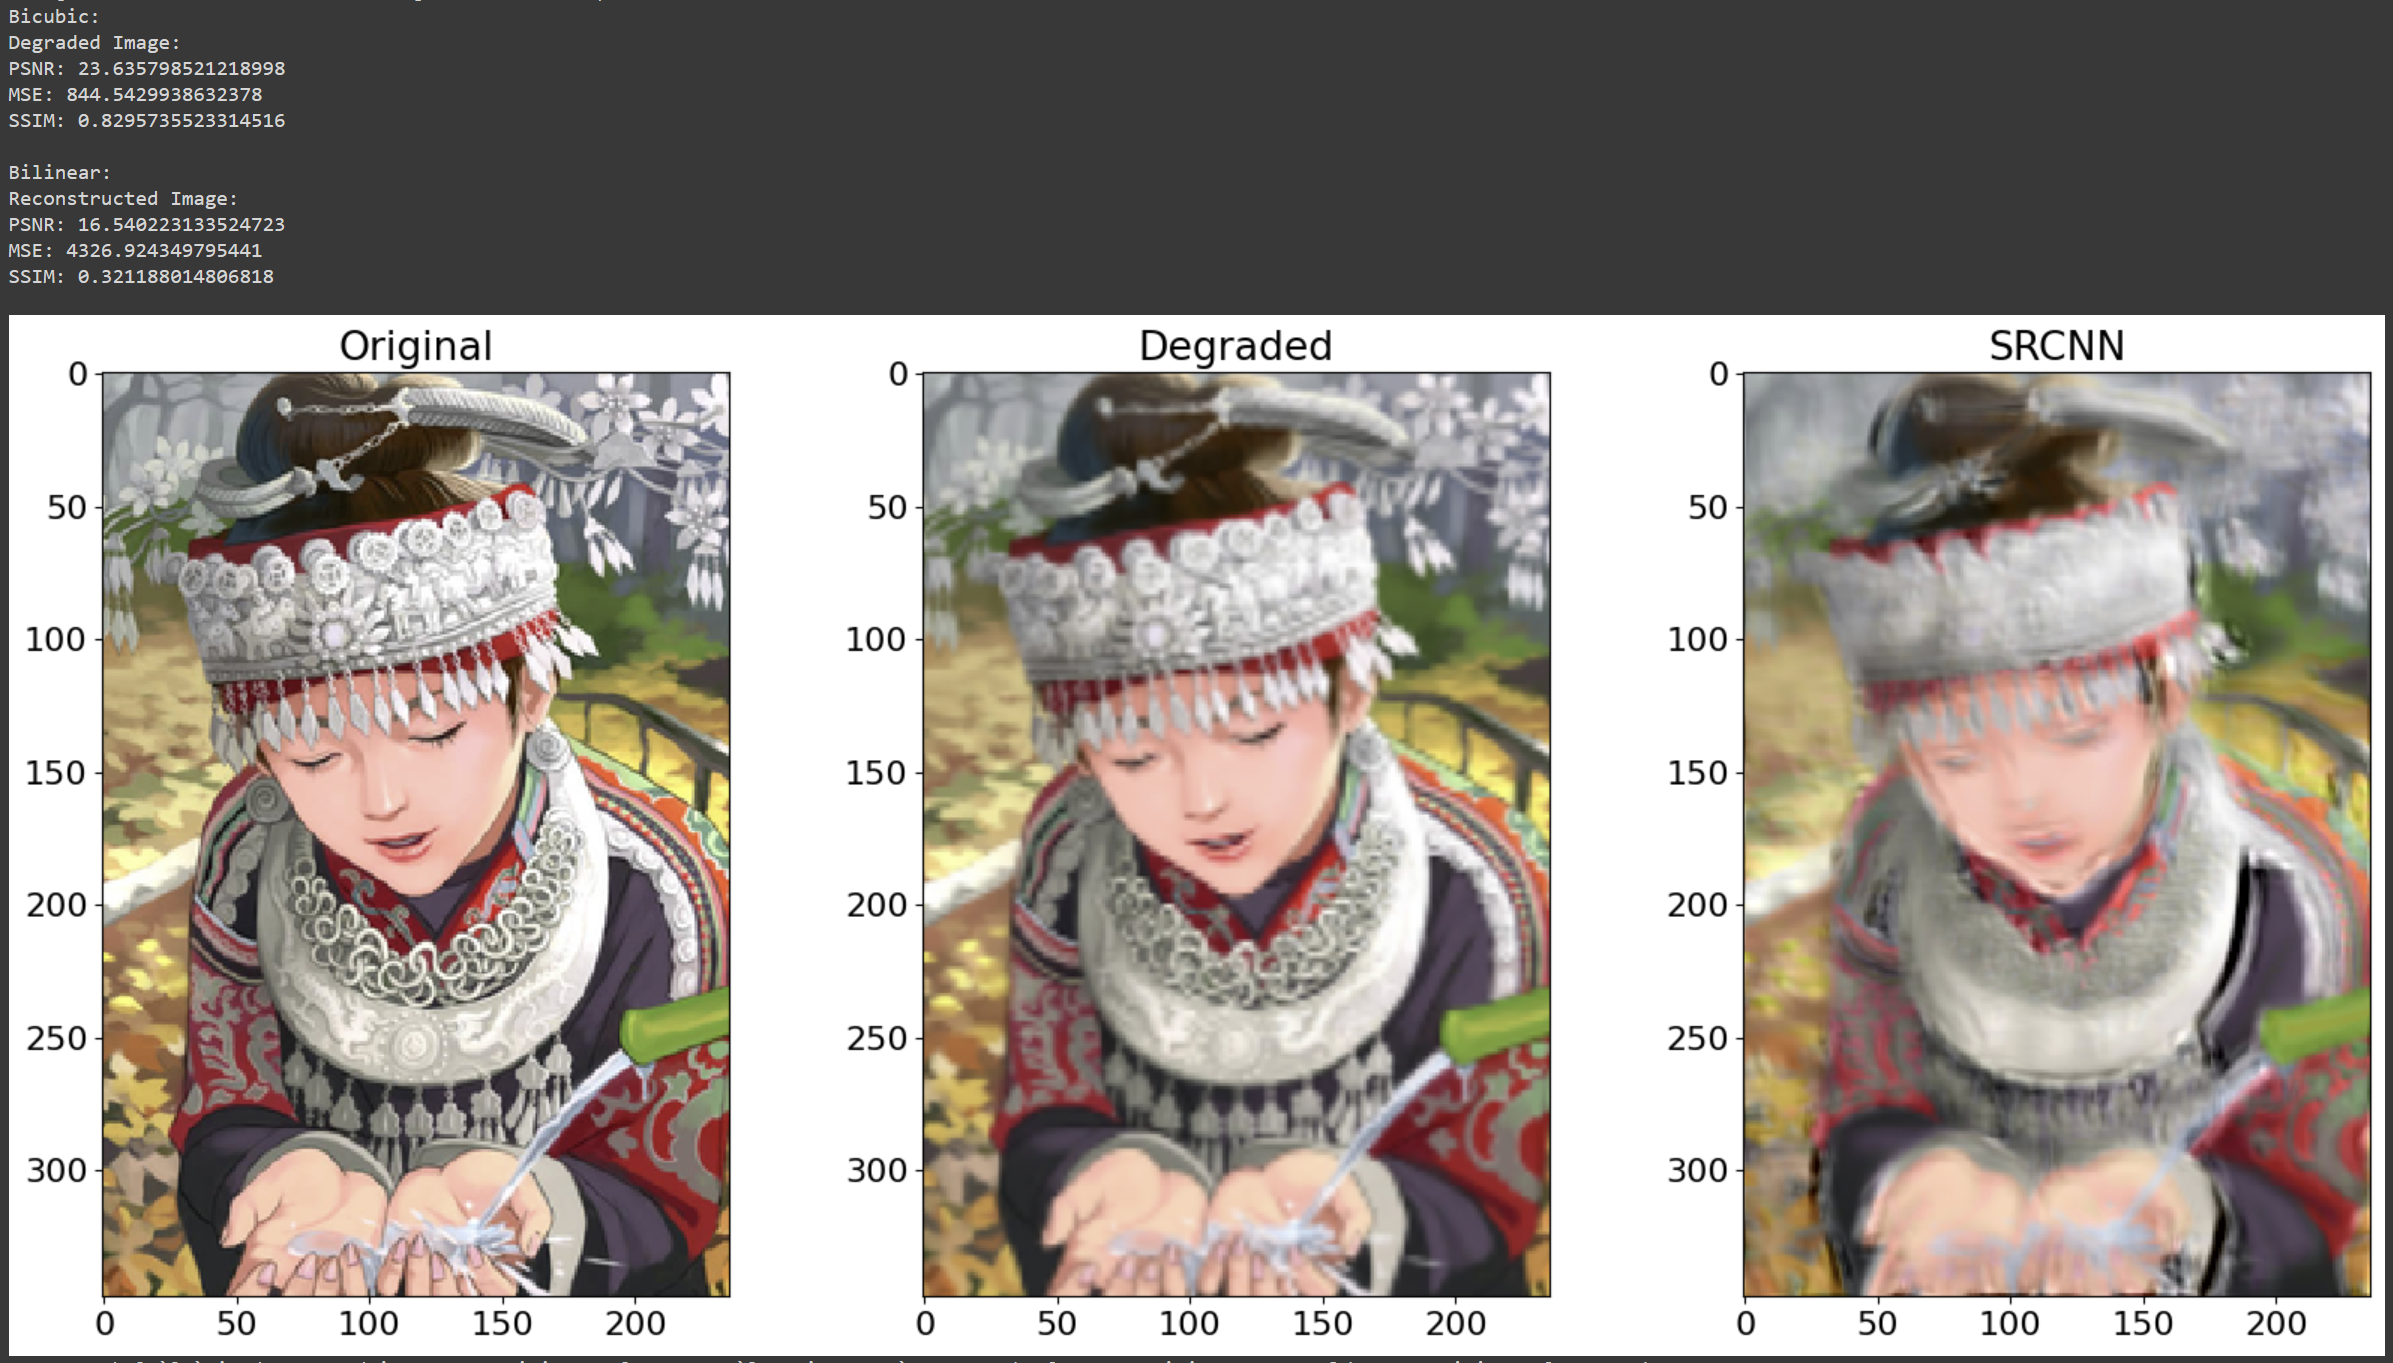 Bicubic:
Degraded Image:
PSNR: 23.635798521218998
MSE: 844.5429938632378
SSIM: 0.8295735523314516
Bilinear:
Reconstructed Image:
PSNR: 16.540223133524723
MSE: 4326.924349795441
SSIM: 0.321188014806818
Original
Degraded
SRCNN
0
50
100
150
200
250
300
0 50 100 150 200
0
50
100
150
200
250
300
0 50 100 150 200
0
50
100
150
200
250
300
0 50 100 150 200